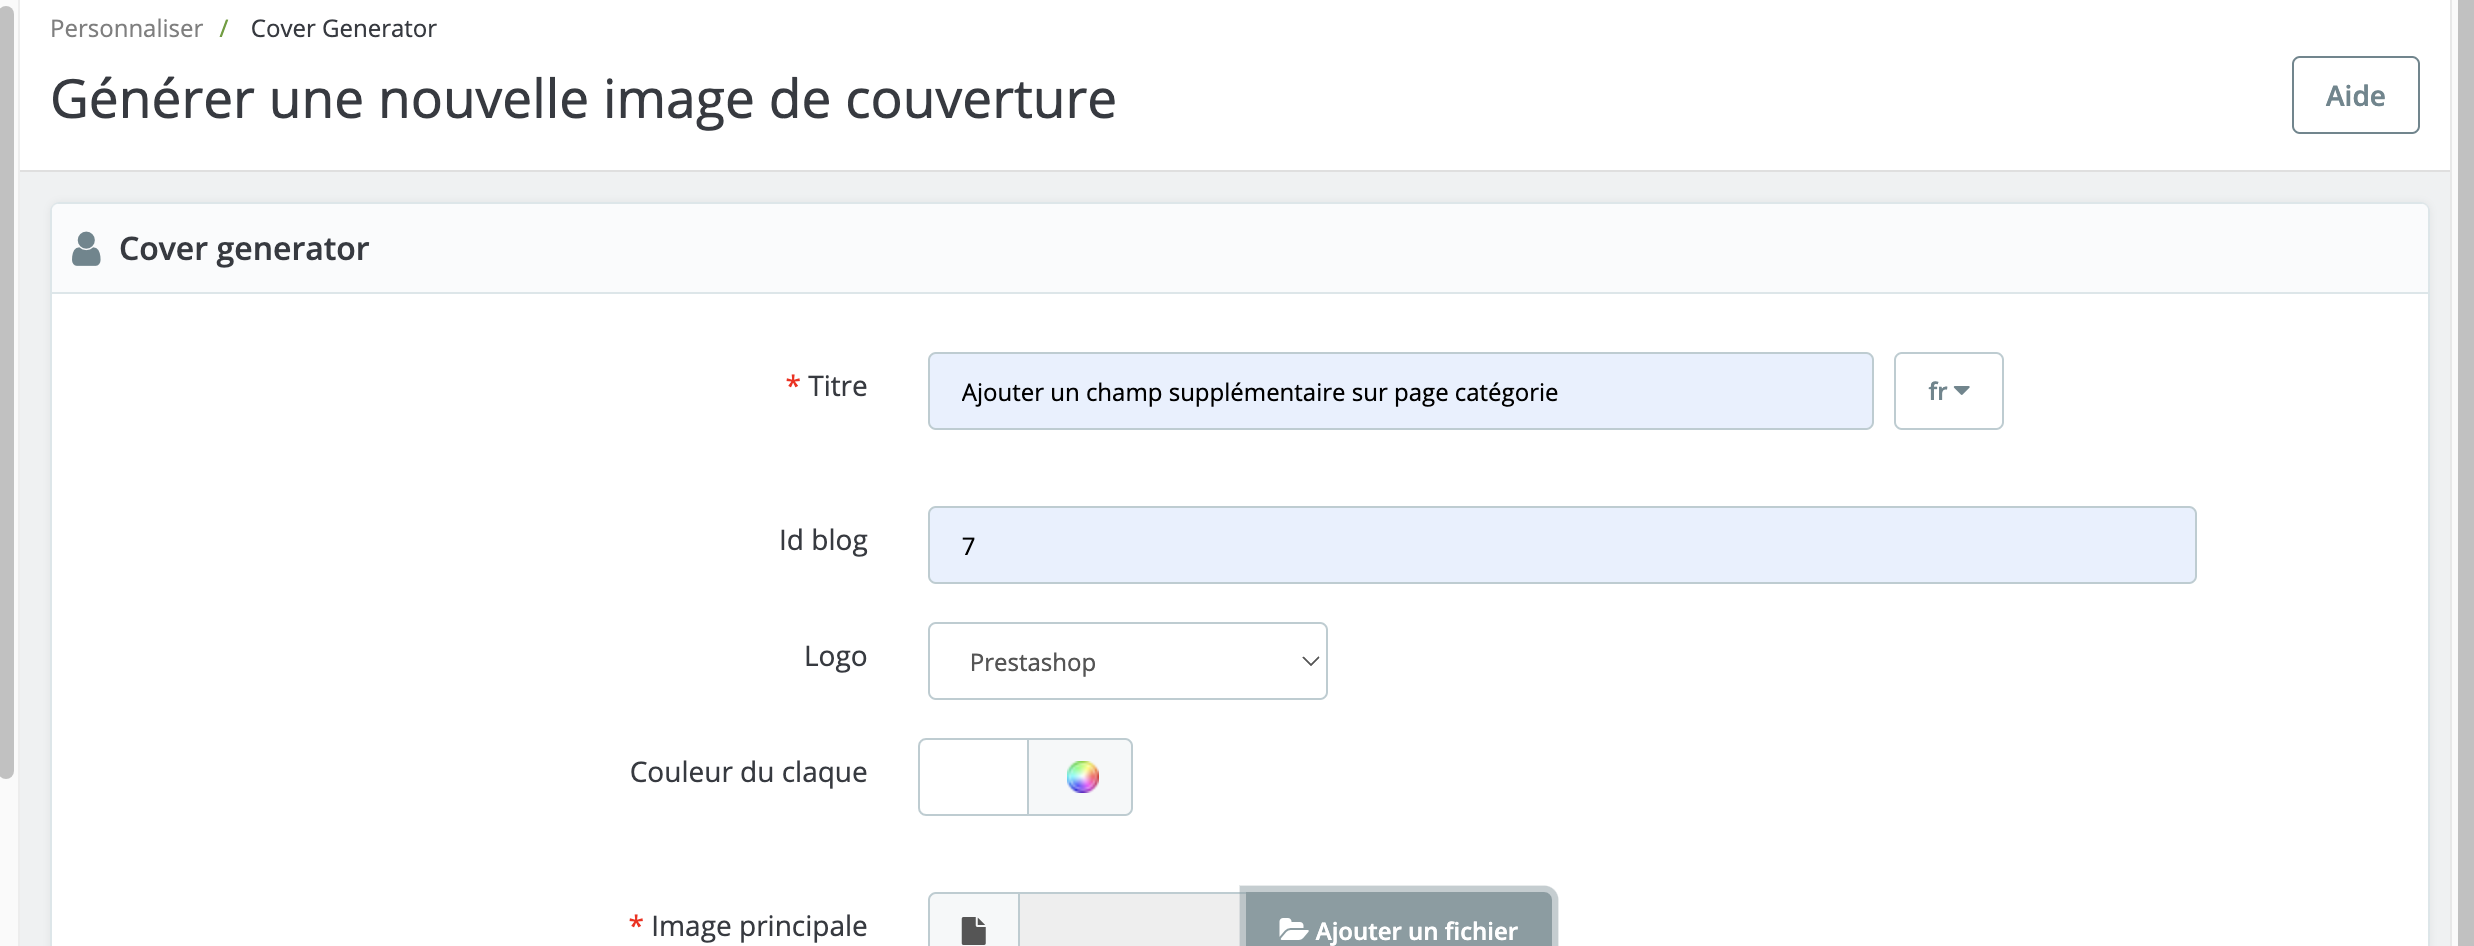 Personnaliser / Cover Generator
Générer une nouvelle image de couverture
Aide
Cover generator
* Titre
Ajouter un champ supplémentaire sur page catégorie
fr
Id blog
7
Logo
Prestashop
Couleur du claque
* Image principale
Ajouter un fichier